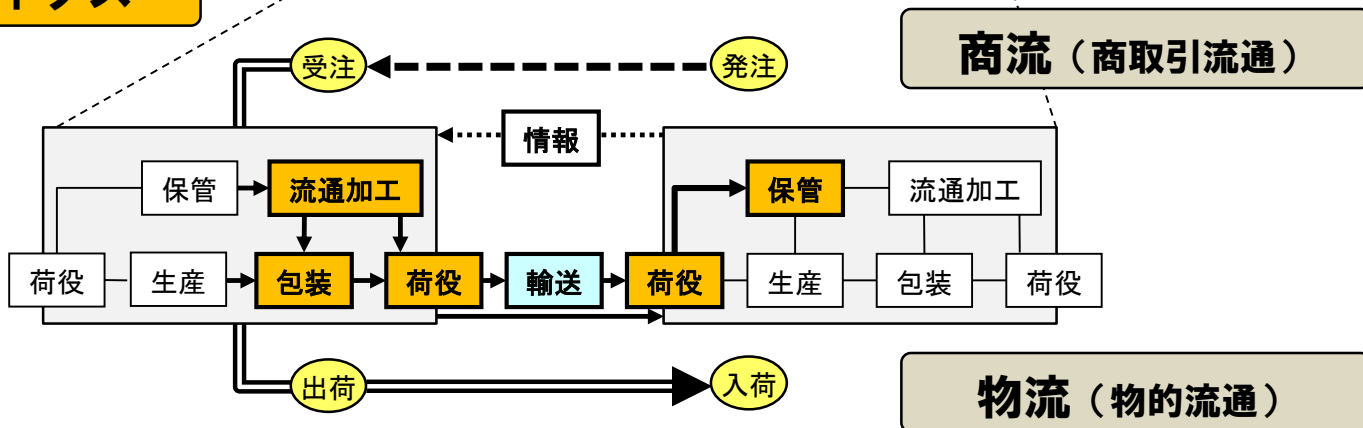 受注
発注
商流（商取引流通）
情報
保管
流通加工
保管
流通加工
荷役
生産
包装
荷役
輸送
荷役
生産
包装
荷役
出荷
入荷
物流（物的流通）